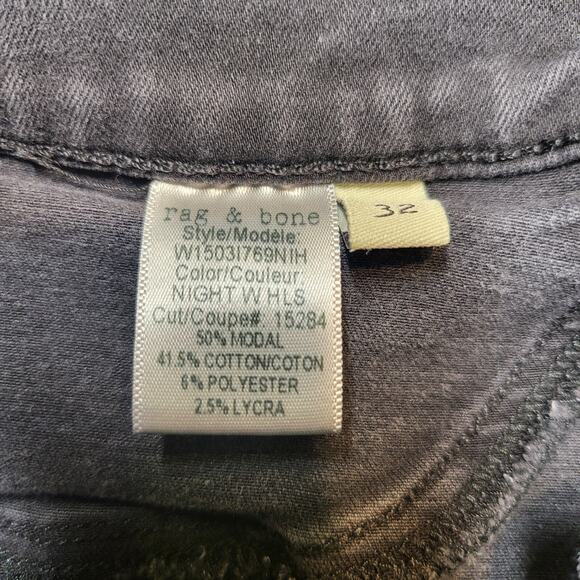 rag & bone
Style/Modèle:
W1503I769NIH
Color/Couleur:
NIGHT W HLS
Cut/Coupe# 15284
50% MODAL
41.5% COTTON/COTON
6% POLYESTER
2.5% LYCRA
32